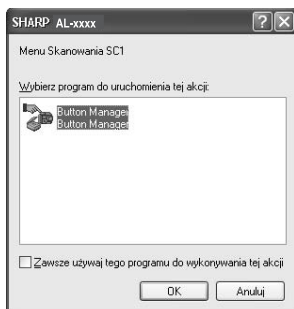 SHARP AL-xxxx
Menu Skanowania SC1
Wybierz program do uruchomienia tej akcji:
Button Manager
Button Manager
Zawsze używaj tego programu do wykonywania tej akcji
OK
Anuluj